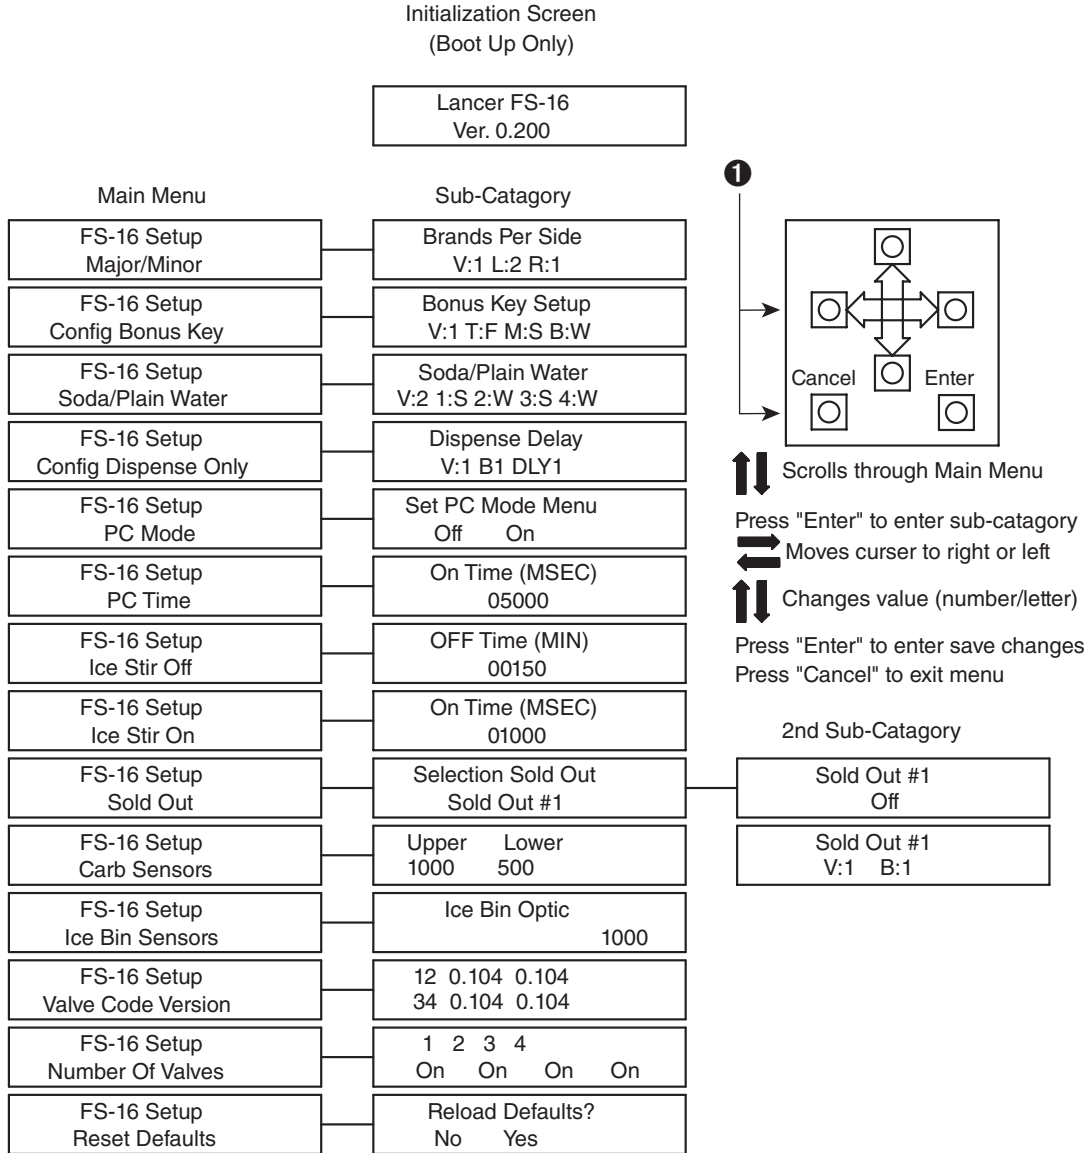 Initialization Screen
(Boot Up Only)
Lancer FS-16
Ver. 0.200
Main Menu
Sub-Catagory
FS-16 Setup
Major/Minor
Brands Per Side
V:1 L:2 R:1
FS-16 Setup
Config Bonus Key
Bonus Key Setup
V:1 T:F M:S B:W
FS-16 Setup
Soda/Plain Water
Soda/Plain Water
V:2 1:S 2:W 3:S 4:W
FS-16 Setup
Config Dispense Only
Dispense Delay
V:1 B1 DLY1
FS-16 Setup
PC Mode
Set PC Mode Menu
Off On
FS-16 Setup
PC Time
On Time (MSEC)
05000
FS-16 Setup
Ice Stir Off
OFF Time (MIN)
00150
FS-16 Setup
Ice Stir On
On Time (MSEC)
01000
FS-16 Setup
Sold Out
Selection Sold Out
Sold Out #1
FS-16 Setup
Carb Sensors
Upper Lower
1000 500
FS-16 Setup
Ice Bin Sensors
Ice Bin Optic
1000
FS-16 Setup
Valve Code Version
12 0.104 0.104
34 0.104 0.104
FS-16 Setup
Number Of Valves
1 2 3 4
On On On On
FS-16 Setup
Reset Defaults
Reload Defaults?
No Yes
❶
Cancel
Enter
Scrolls through Main Menu
Press "Enter" to enter sub-catagory
Moves curser to right or left
Changes value (number/letter)
Press "Enter" to enter save changes
Press "Cancel" to exit menu
2nd Sub-Catagory
Sold Out #1
Off
Sold Out #1
V:1 B:1